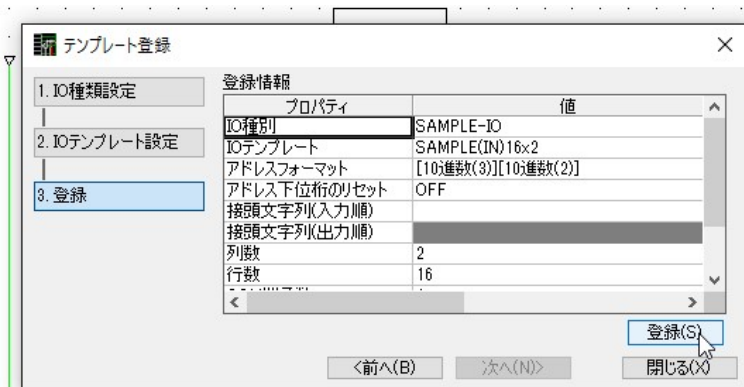 テンプレート登録
1. IO種類設定
2. IOテンプレート設定
3. 登録
登録情報
プロパティ 値
IO種別 SAMPLE-IO
IOテンプレート SAMPLE(IN)16x2
アドレスフォーマット [10進数(3)][10進数(2)]
アドレス下位桁のリセット OFF
接頭文字列(入力順)
接頭文字列(出力順)
列数 2
行数 16
登録(S)
<前へ(B) 次へ(N)> 閉じる(X)